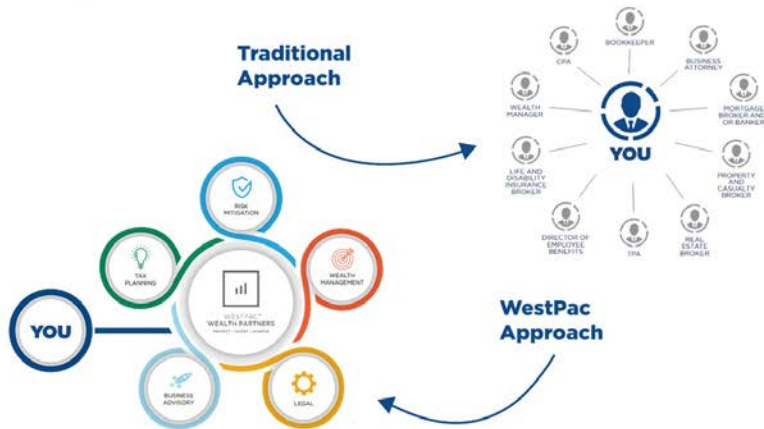 Traditional
Approach
BOOKKEEPER
CPA
BUSINESS
ATTORNEY
WEALTH
MANAGER
MORTGAGE
BROKER AND
OR BANKER
YOU
LIFE AND
DISABILITY
INSURANCE
BROKER
PROPERTY
AND
CASUALTY
BROKER
DIRECTOR OF
EMPLOYEE
BENEFITS
TPA
REAL
ESTATE
BROKER
RISK
MITIGATION
TAX
PLANNING
WEALTH
MANAGEMENT
WESTPAC
WEALTH PARTNERS
YOU
BUSINESS
ADVISORY
LEGAL
WestPac
Approach